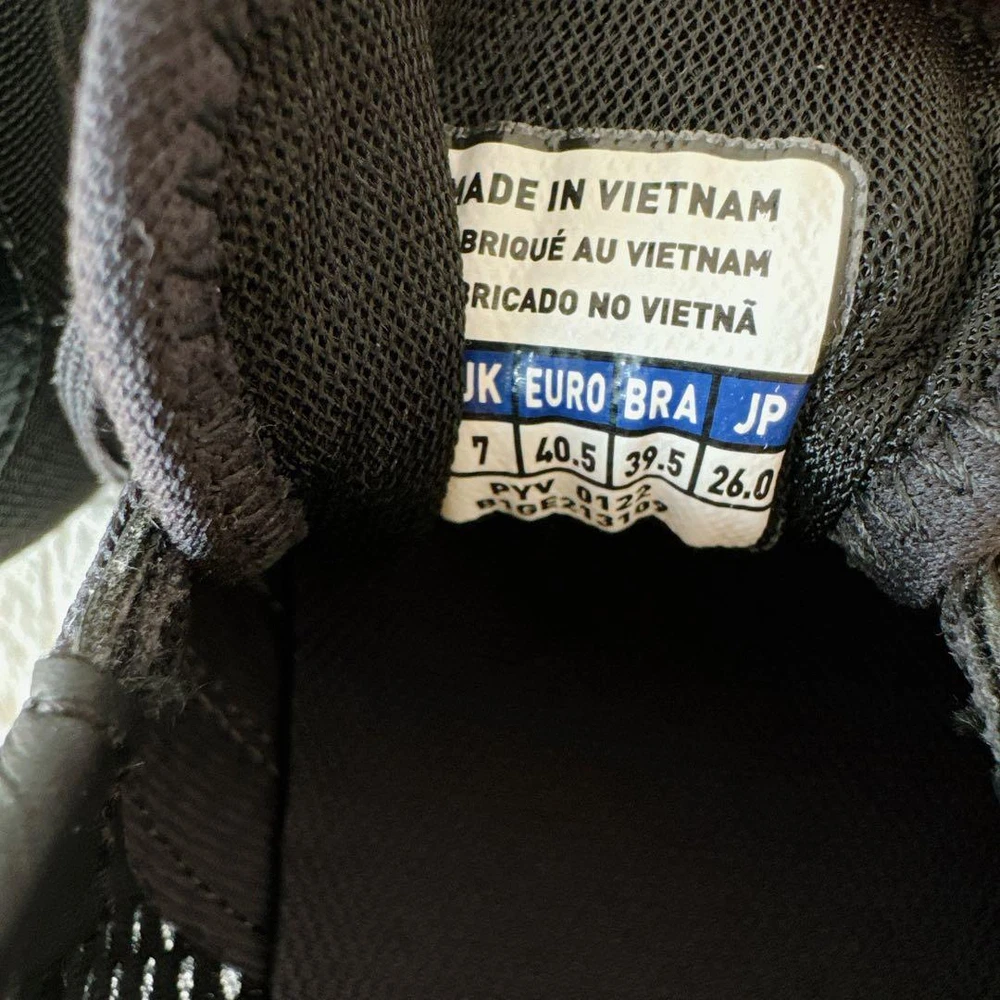 MADE IN VIETNAM
BRIQUÉ AU VIETNAM
BRICADO NO VIETNÃ
UK EURO BRA JP
7 40.5 39.5 26.0
PYV 0122